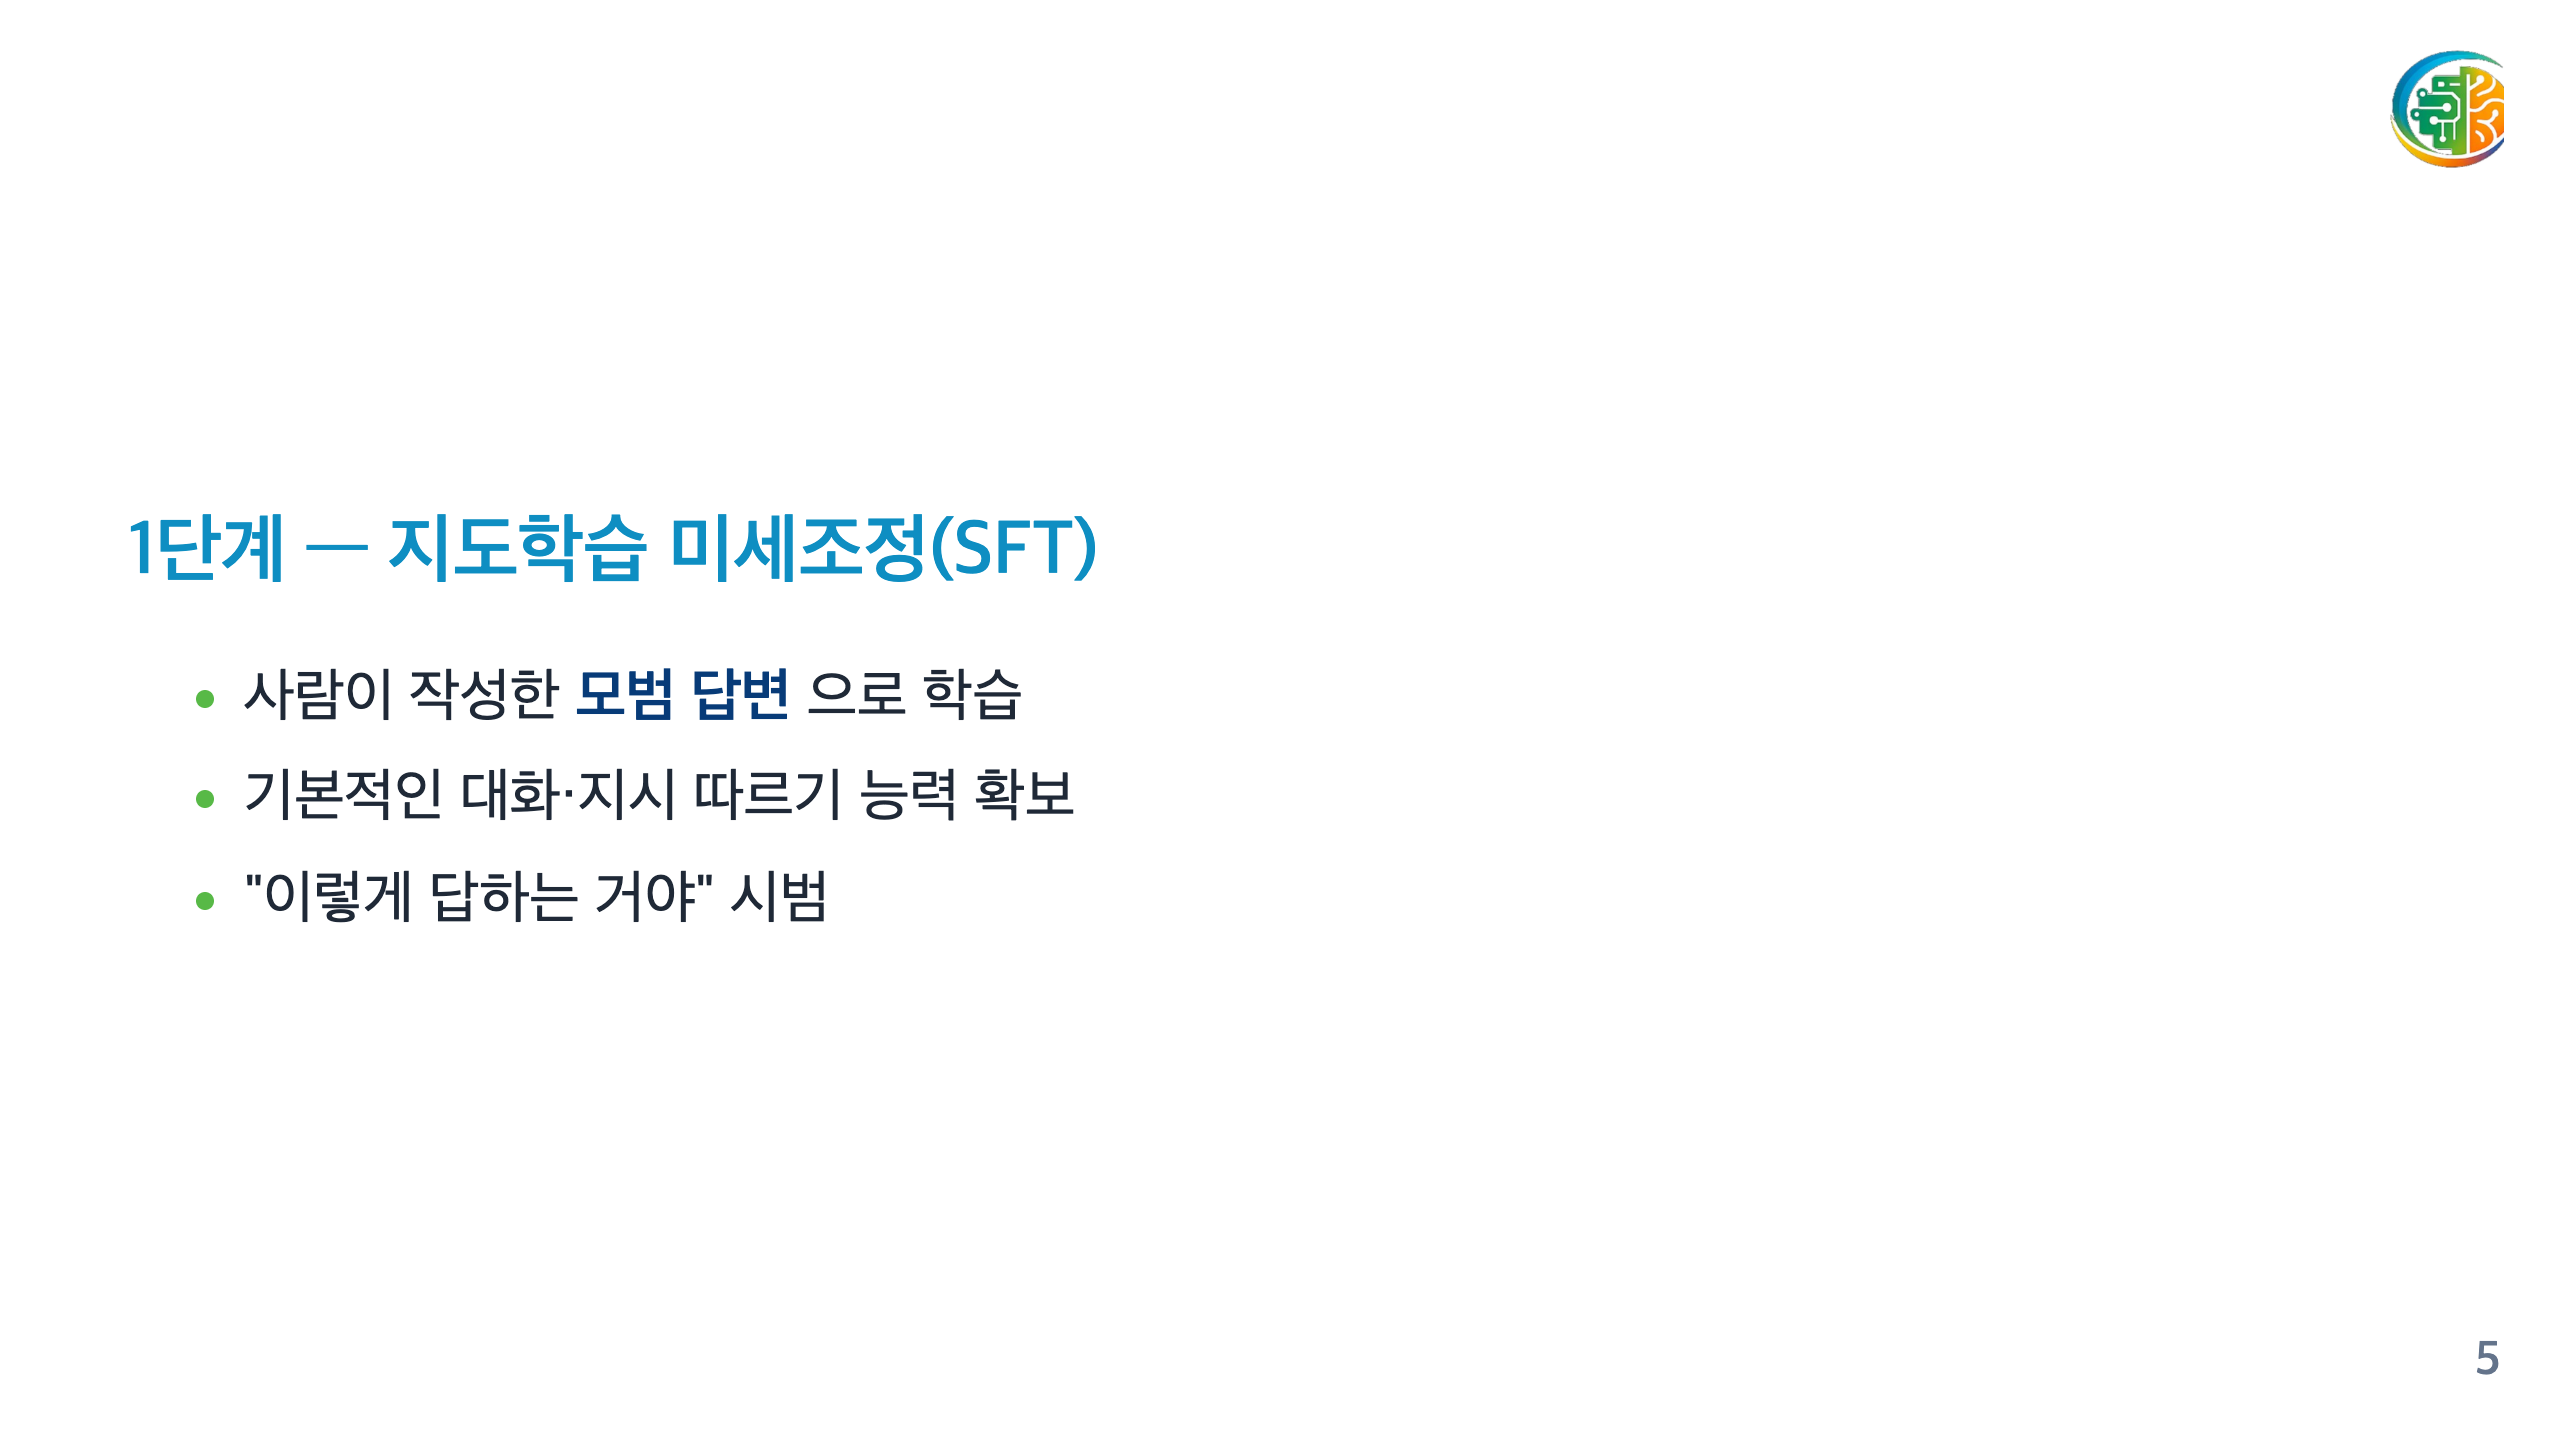 1단계 — 지도학습 미세조정(SFT)
• 사람이 작성한 모범 답변 으로 학습
• 기본적인 대화·지시 따르기 능력 확보
• "이렇게 답하는 거야" 시범
5